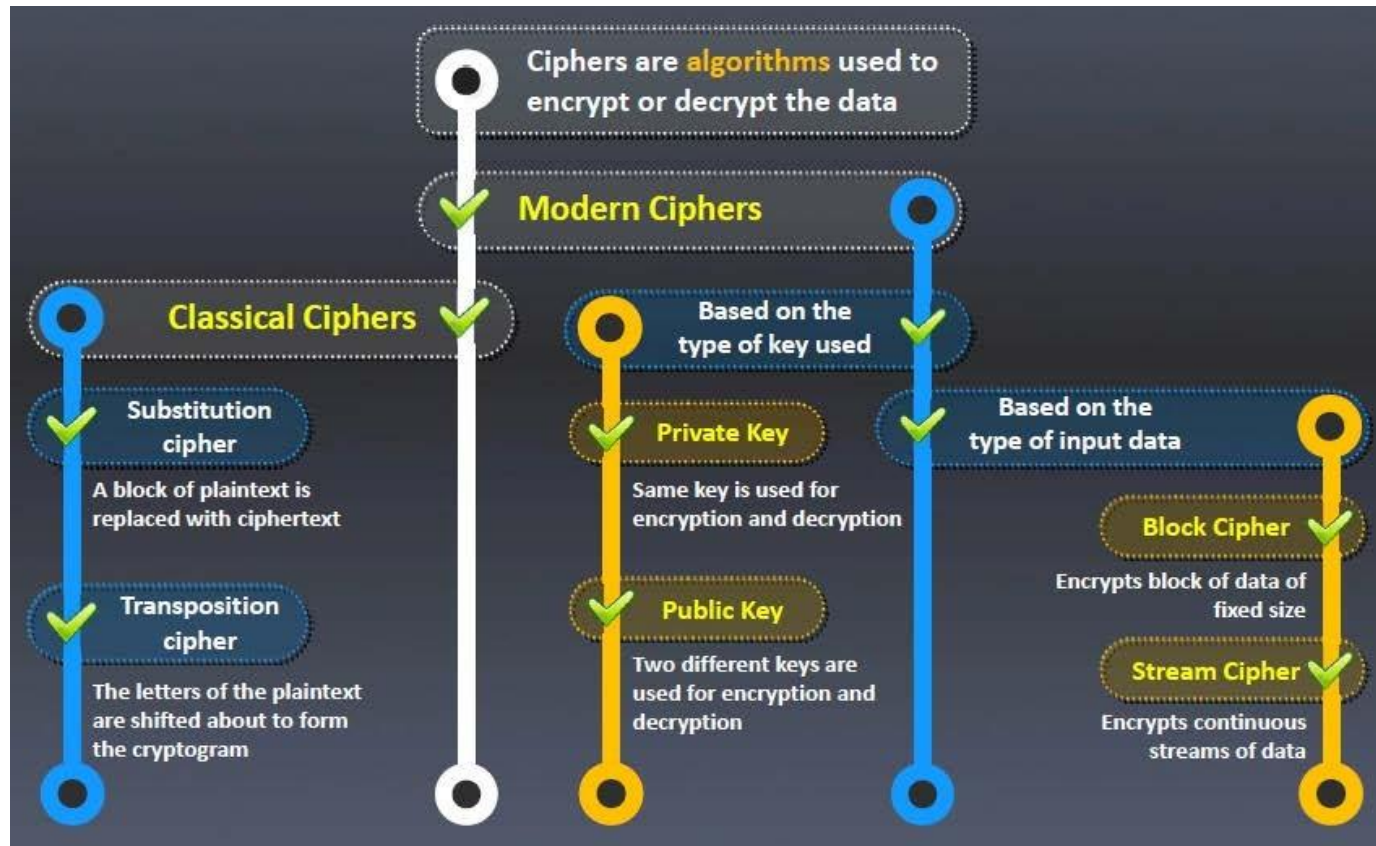 Ciphers are algorithms used to
encrypt or decrypt the data
Modern Ciphers
Classical Ciphers
Substitution
cipher
A block of plaintext is
replaced with ciphertext
Transposition
cipher
The letters of the plaintext
are shifted about to form
the cryptogram
Based on the
type of key used
Private Key
Same key is used for
encryption and decryption
Public Key
Two different keys are
used for encryption and
decryption
Based on the
type of input data
Block Cipher
Encrypts block of data of
fixed size
Stream Cipher
Encrypts continuous
streams of data